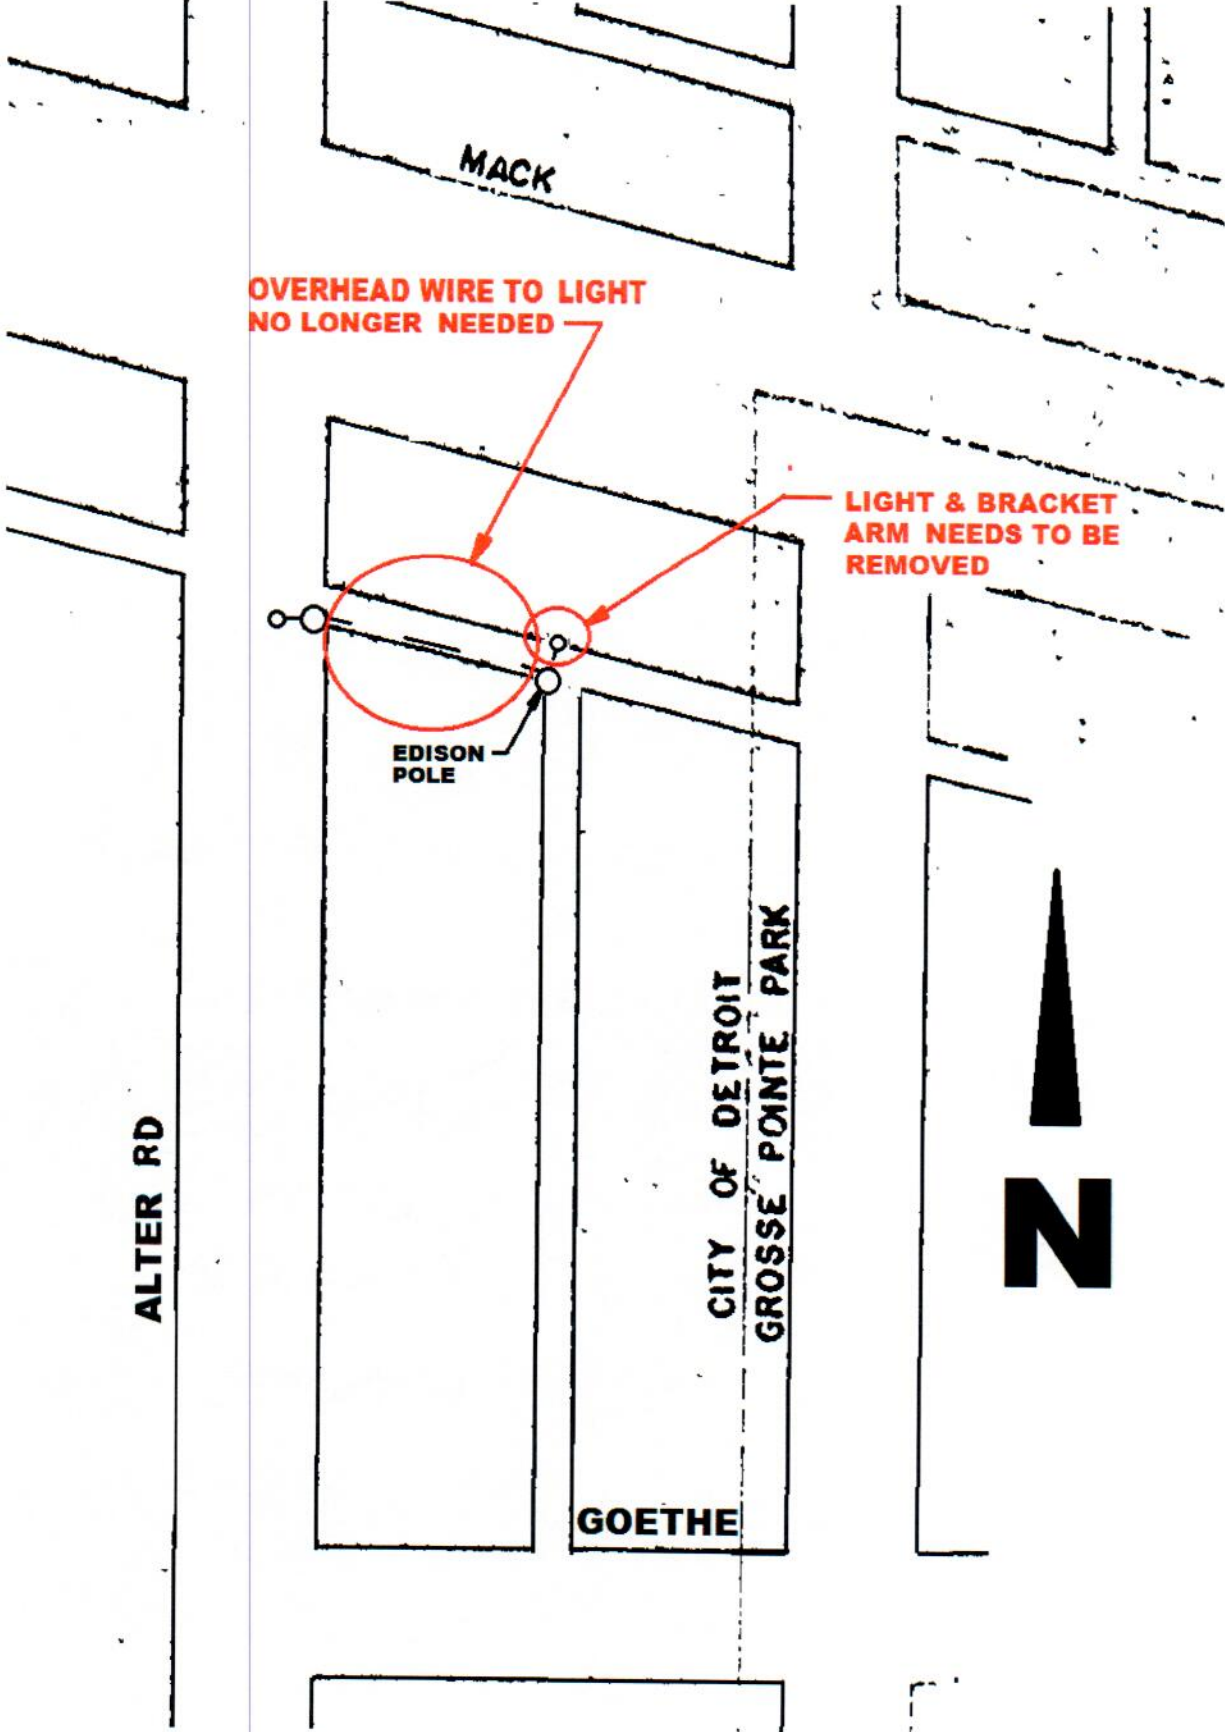 MACK
OVERHEAD WIRE TO LIGHT
NO LONGER NEEDED
LIGHT & BRACKET
ARM NEEDS TO BE
REMOVED
EDISON
POLE
ALTER RD
CITY OF DETROIT
GROSSE POINTE PARK
N
GOETHE